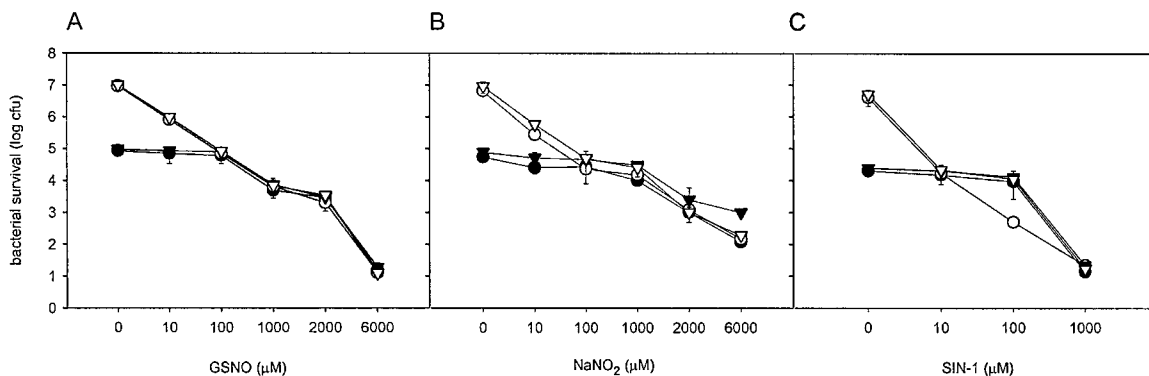 A
B
C
bacterial survival (log cfu)
8
7
6
5
4
3
2
1
0
0 10 100 1000 2000 6000
0 10 100 1000 2000 6000
0 10 100 1000
GSNO (μM)
NaNO₂ (μM)
SIN-1 (μM)